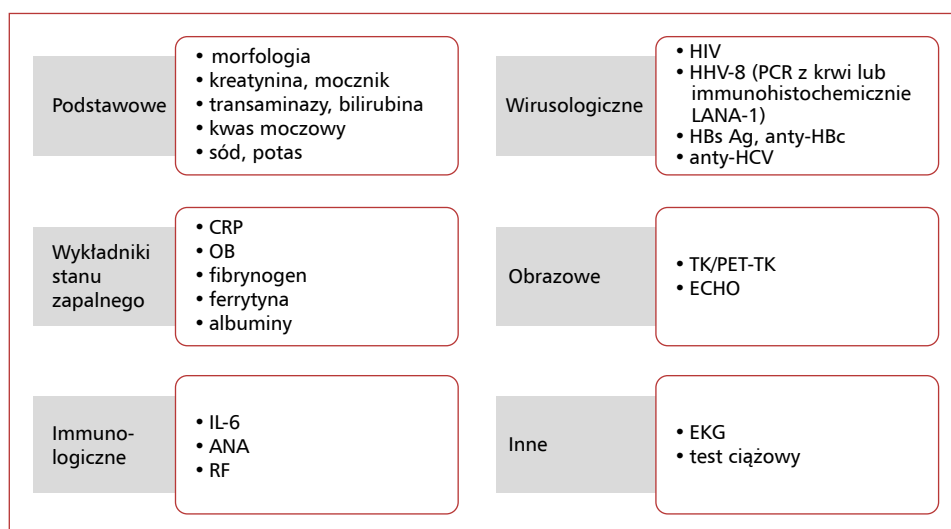 Podstawowe
• morfologia
• kreatynina, mocznik
• transaminazy, bilirubina
• kwas moczowy
• sód, potas
Wirusologiczne
• HIV
• HHV-8 (PCR z krwi lub
immunohistochemicznie
LANA-1)
• HBs Ag, anty-HBc
• anty-HCV
Wykładniki
stanu
zapalnego
• CRP
• OB
• fibrynogen
• ferrytyna
• albuminy
Obrazowe
• TK/PET-TK
• ECHO
Immuno-
logiczne
• IL-6
• ANA
• RF
Inne
• EKG
• test ciążowy